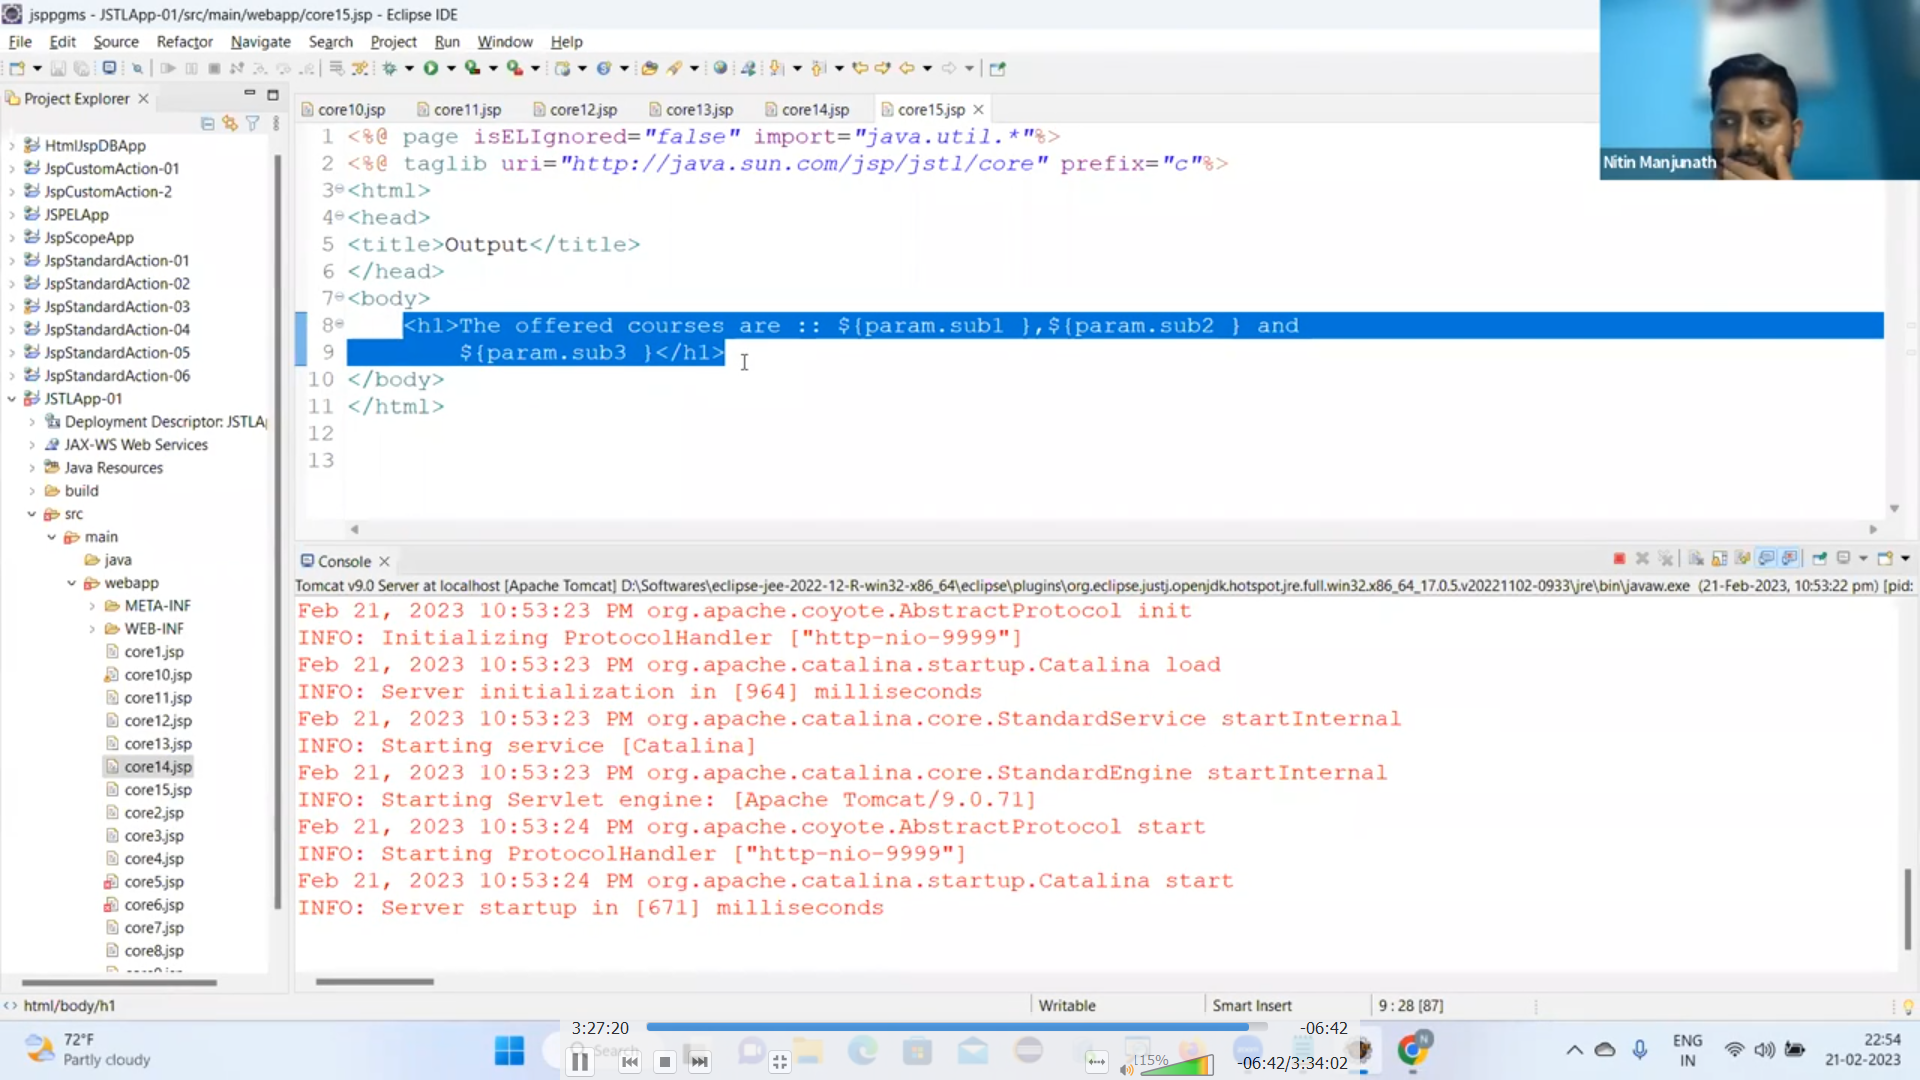 jsppgms - JSTLApp-01/src/main/webapp/core15.jsp - Eclipse IDE
File Edit Source Refactor Navigate Search Project Run Window Help
Project Explorer
HtmlJspDBApp
JspCustomAction-01
JspCustomAction-2
JSPELApp
JspScopeApp
JspStandardAction-01
JspStandardAction-02
JspStandardAction-03
JspStandardAction-04
JspStandardAction-05
JspStandardAction-06
JSTLApp-01
Deployment Descriptor: JSTLA
JAX-WS Web Services
Java Resources
build
src
main
java
webapp
META-INF
WEB-INF
core1.jsp
core10.jsp
core11.jsp
core12.jsp
core13.jsp
core14.jsp
core15.jsp
core2.jsp
core3.jsp
core4.jsp
core5.jsp
core6.jsp
core7.jsp
core8.jsp
core10.jsp core11.jsp core12.jsp core13.jsp core14.jsp core15.jsp
1 <%@ page isELIgnored="false" import="java.util.*"%>
2 <%@ taglib uri="http://java.sun.com/jsp/jstl/core" prefix="c"%>
3 <html>
4 <head>
5 <title>Output</title>
6 </head>
7 <body>
8 <h1>The offered courses are :: ${param.sub1 },${param.sub2 } and
9 ${param.sub3 }</h1>
10 </body>
11 </html>
12
13
Nitin Manjunath
Console
Tomcat v9.0 Server at localhost [Apache Tomcat] D:\Softwares\eclipse-jee-2022-12-R-win32-x86_64\eclipse\plugins\org.eclipse.justj.openjdk.hotspot.jre.full.win32.x86_64_17.0.5.v20221102-0933\jre\bin\javaw.exe (21-Feb-2023, 10:53:22 pm) [pid:
Feb 21, 2023 10:53:23 PM org.apache.coyote.AbstractProtocol init
INFO: Initializing ProtocolHandler ["http-nio-9999"]
Feb 21, 2023 10:53:23 PM org.apache.catalina.startup.Catalina load
INFO: Server initialization in [964] milliseconds
Feb 21, 2023 10:53:23 PM org.apache.catalina.core.StandardService startInternal
INFO: Starting service [Catalina]
Feb 21, 2023 10:53:23 PM org.apache.catalina.core.StandardEngine startInternal
INFO: Starting Servlet engine: [Apache Tomcat/9.0.71]
Feb 21, 2023 10:53:24 PM org.apache.coyote.AbstractProtocol start
INFO: Starting ProtocolHandler ["http-nio-9999"]
Feb 21, 2023 10:53:24 PM org.apache.catalina.startup.Catalina start
INFO: Server startup in [671] milliseconds
html/body/h1 Writable Smart Insert 9 : 28 [87]
3:27:20 -06:42
Search 115% -06:42/3:34:02
72°F
Partly cloudy
ENG
IN
22:54
21-02-2023